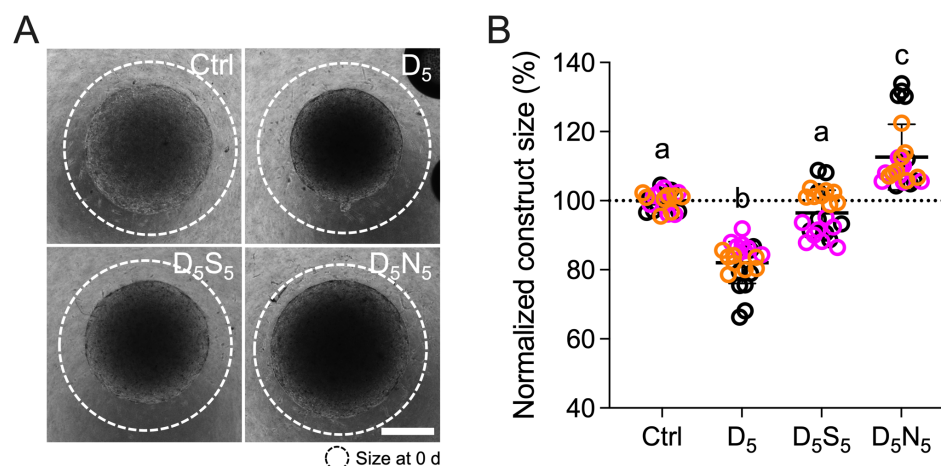 A
Ctrl
D₅
D₅S₅
D₅N₅
Size at 0 d
B
Normalized construct size (%)
140
120
100
80
60
40
a
b
a
c
Ctrl
D₅
D₅S₅
D₅N₅